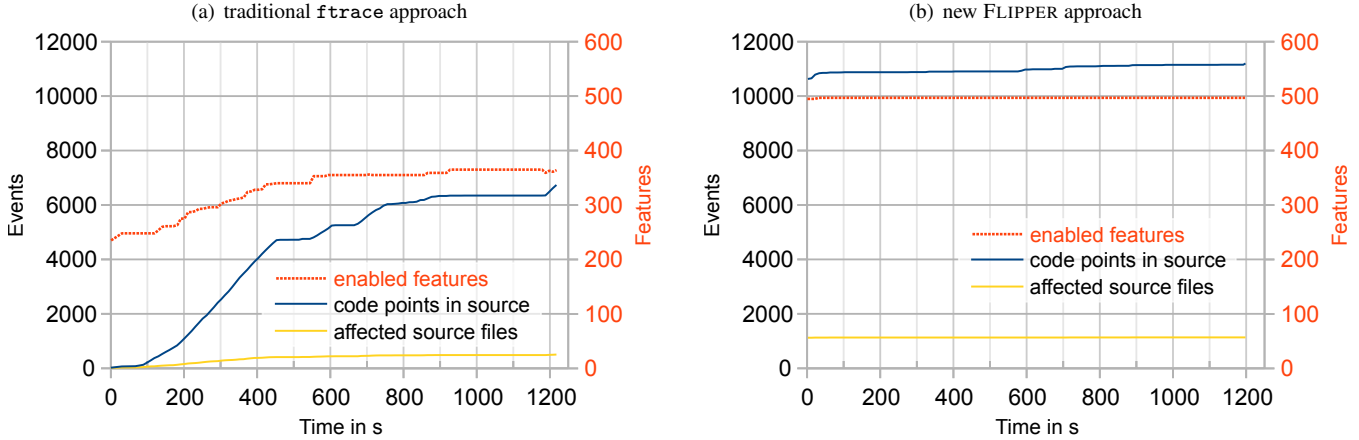 (a) traditional ftrace approach
12000
10000
8000
6000
4000
2000
0
Events
600
500
400
300
200
100
0
Features
enabled features
code points in source
affected source files
0 200 400 600 800 1000 1200
Time in s
(b) new FLIPPER approach
12000
10000
8000
6000
4000
2000
0
Events
600
500
400
300
200
100
0
Features
enabled features
code points in source
affected source files
0 200 400 600 800 1000 1200
Time in s